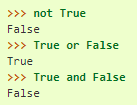 >>> not True
False
>>> True or False
True
>>> True and False
False